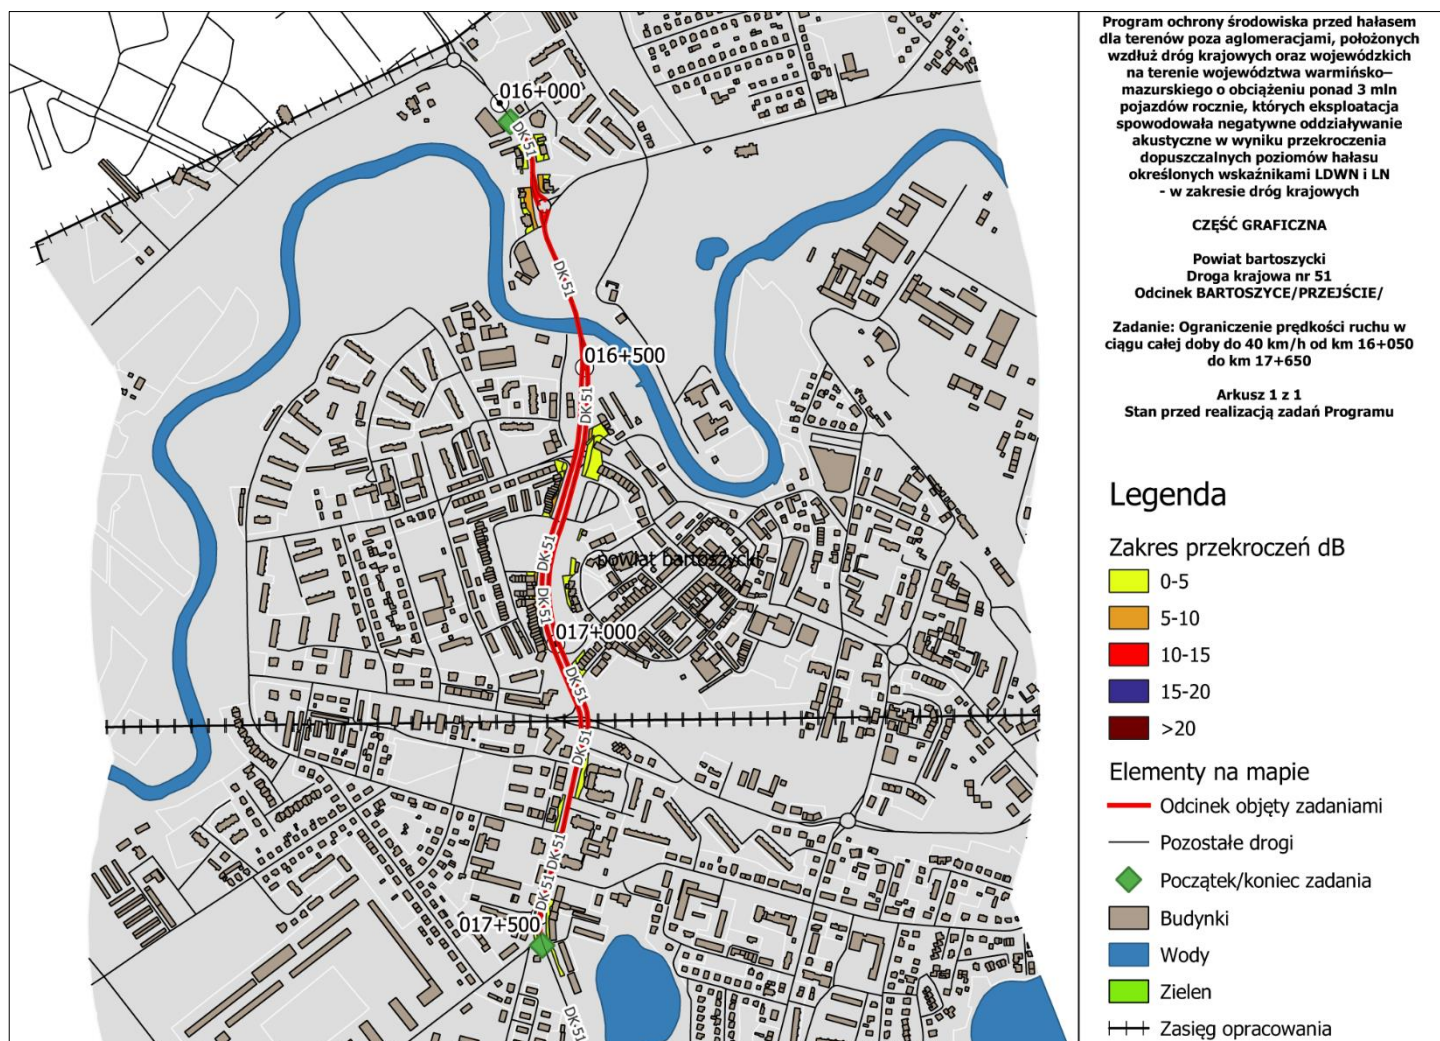 Program ochrony środowiska przed hałasem
dla terenów poza aglomeracjami, położonych
wzdłuż dróg krajowych oraz wojewódzkich
na terenie województwa warmińsko–
mazurskiego o obciążeniu ponad 3 mln
pojazdów rocznie, których eksploatacja
spowodowała negatywne oddziaływanie
akustyczne w wyniku przekroczenia
dopuszczalnych poziomów hałasu
określonych wskaźnikami LDWN i LN
- w zakresie dróg krajowych
CZĘŚĆ GRAFICZNA
Powiat bartoszycki
Droga krajowa nr 51
Odcinek BARTOSZYCE/PRZEJŚCIE/
Zadanie: Ograniczenie prędkości ruchu w
ciągu całej doby do 40 km/h od km 16+050
do km 17+650
Arkusz 1 z 1
Stan przed realizacją zadań Programu
Legenda
Zakres przekroczeń dB
0-5
5-10
10-15
15-20
>20
Elementy na mapie
Odcinek objęty zadaniami
Pozostałe drogi
Początek/koniec zadania
Budynki
Wody
Zielen
Zasięg opracowania
016+000
DK·51
DK·51
016+500
DK·51
DK·51
powiat bartoszycki
DK·51
017+000
DK·51
DK·51
DK·51
DK·51
017+500
DK·51